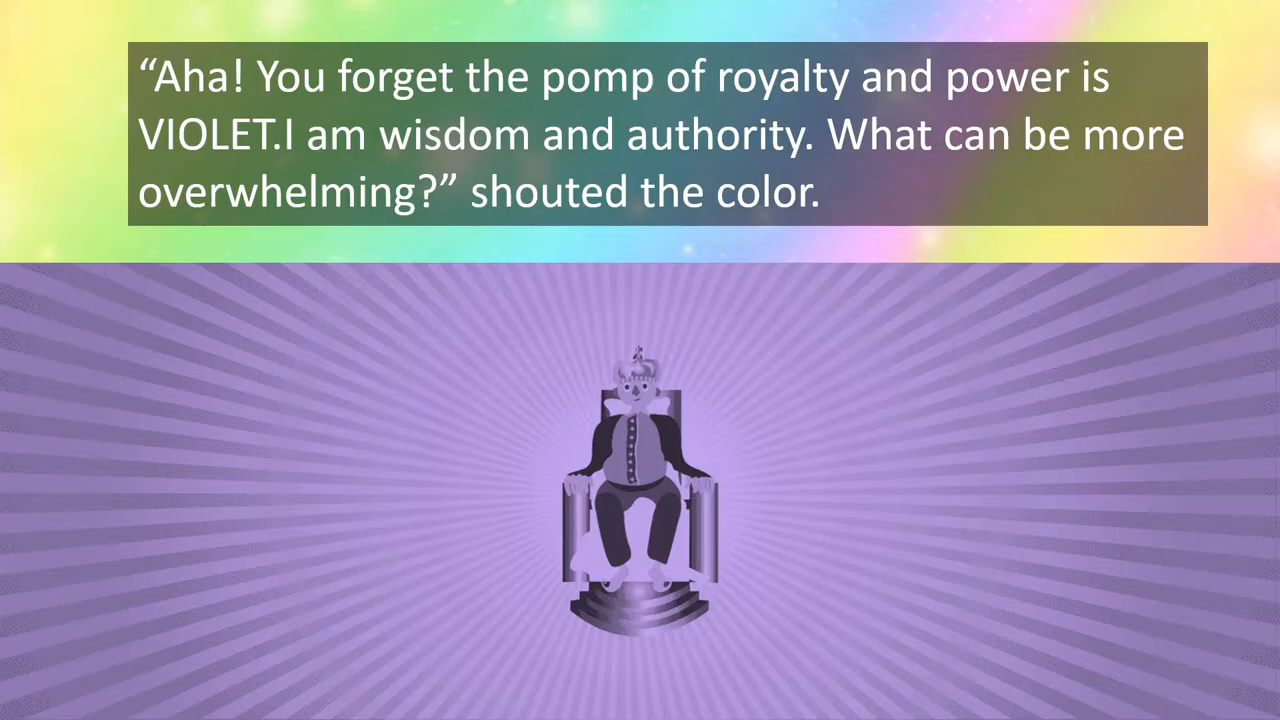 “Aha! You forget the pomp of royalty and power is
VIOLET.I am wisdom and authority. What can be more
overwhelming?” shouted the color.